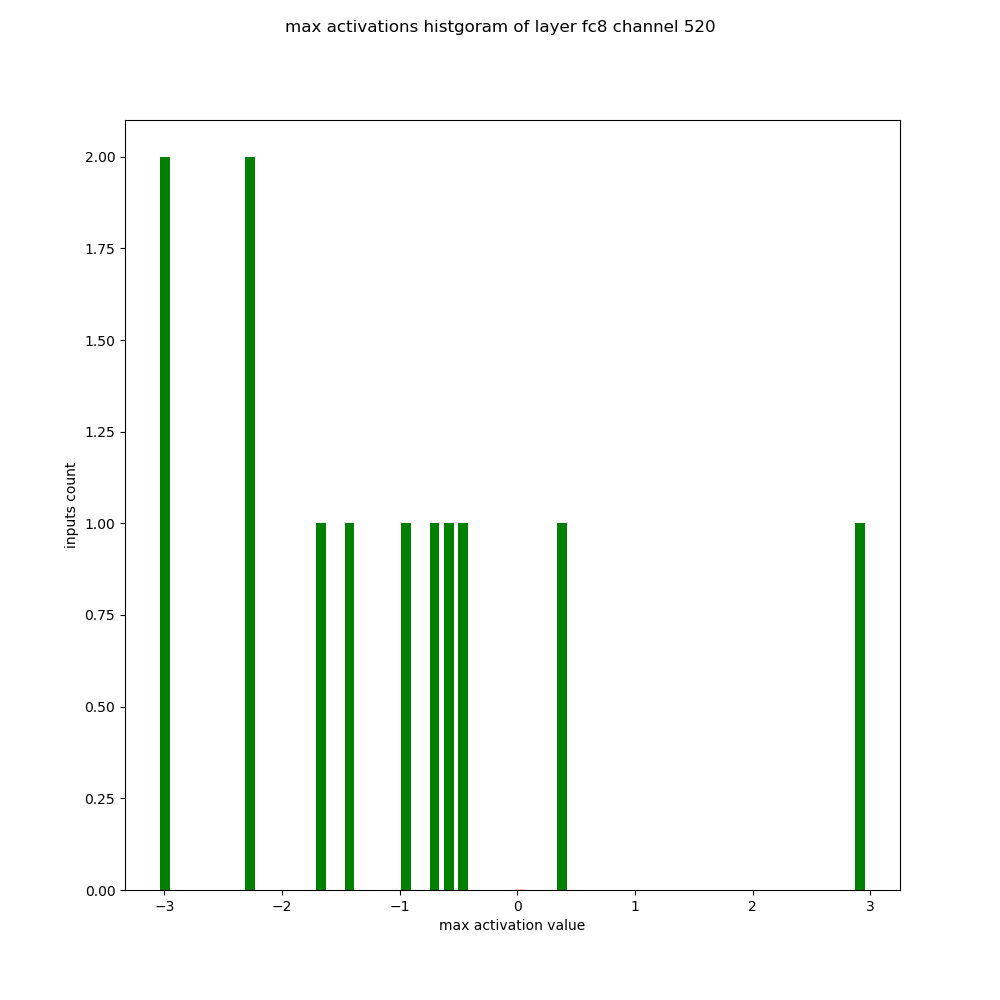 max activations histgoram of layer fc8 channel 520
2.00
1.75
1.50
1.25
1.00
0.75
0.50
0.25
0.00
inputs count
−3 −2 −1 0 1 2 3
max activation value